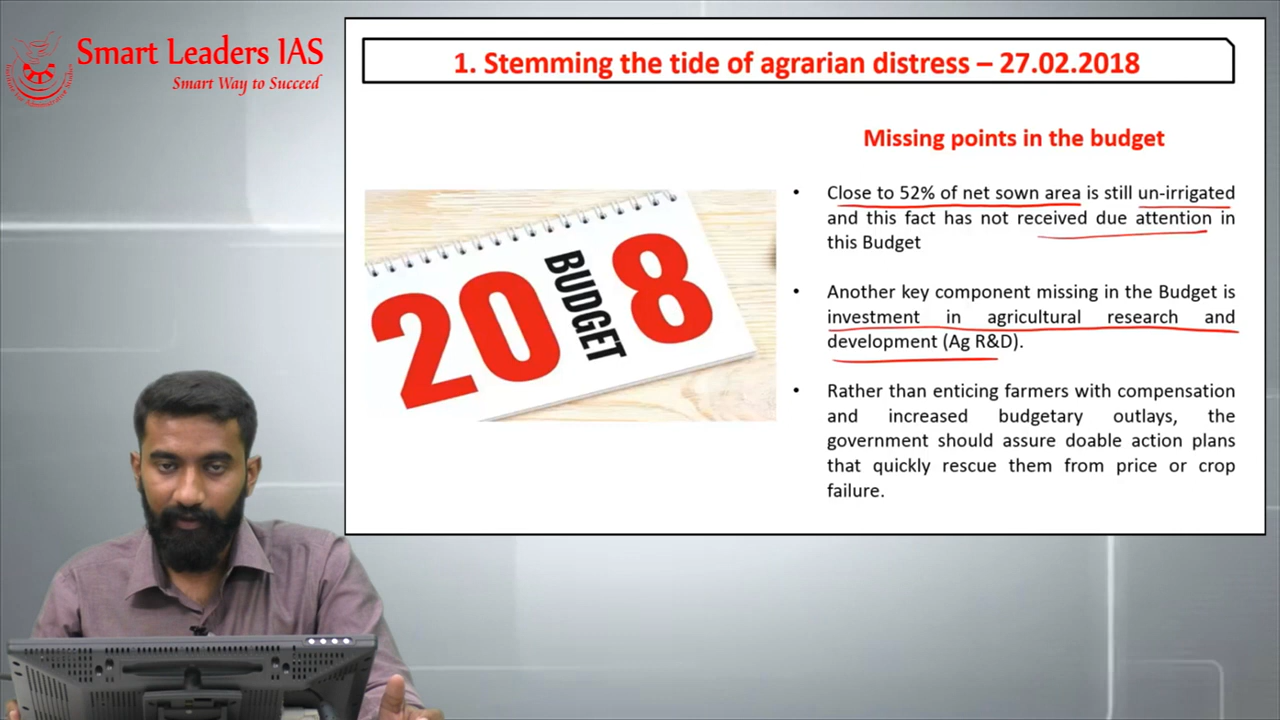 Smart Leaders IAS
Smart Way to Succeed
1. Stemming the tide of agrarian distress – 27.02.2018
Missing points in the budget
• Close to 52% of net sown area is still un-irrigated
and this fact has not received due attention in
this Budget
• Another key component missing in the Budget is
investment in agricultural research and
development (Ag R&D).
• Rather than enticing farmers with compensation
and increased budgetary outlays, the
government should assure doable action plans
that quickly rescue them from price or crop
failure.
20 8
BUDGET